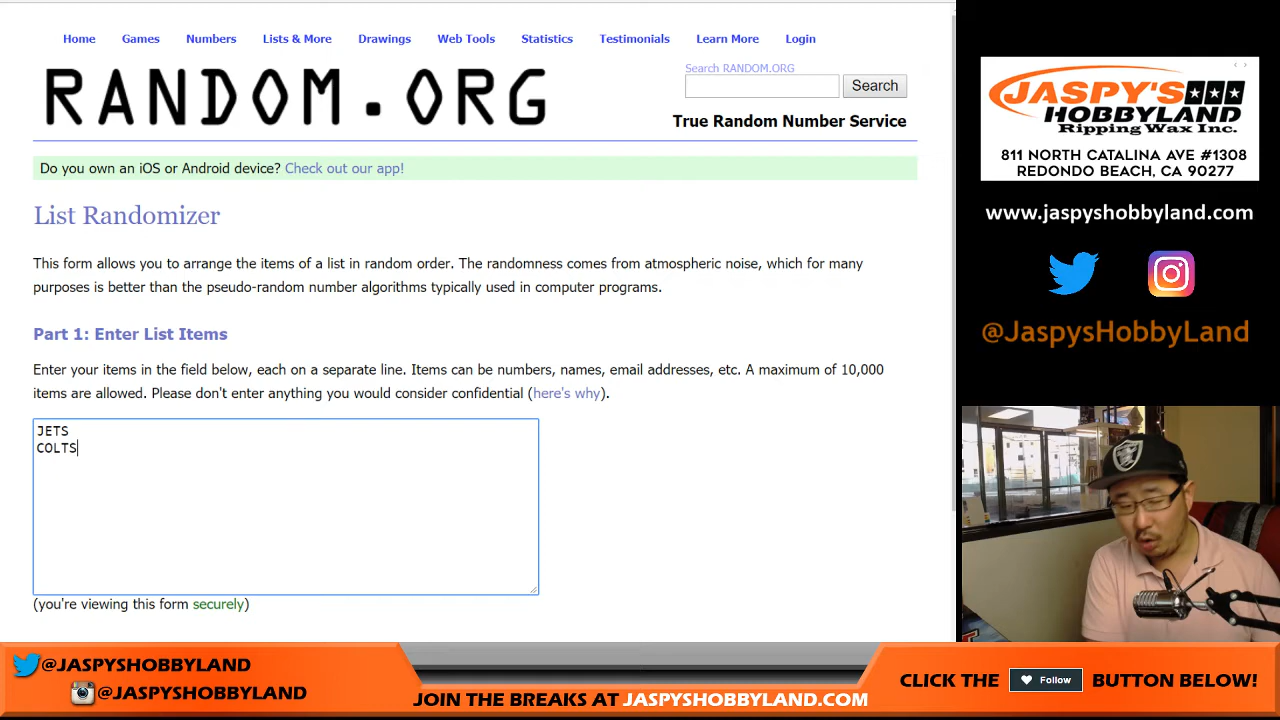 Home Games Numbers Lists & More Drawings Web Tools Statistics Testimonials Learn More Login
RANDOM.ORG
Search RANDOM.ORG
Search
True Random Number Service
Do you own an iOS or Android device? Check out our app!
List Randomizer
This form allows you to arrange the items of a list in random order. The randomness comes from atmospheric noise, which for many
purposes is better than the pseudo-random number algorithms typically used in computer programs.
Part 1: Enter List Items
Enter your items in the field below, each on a separate line. Items can be numbers, names, email addresses, etc. A maximum of 10,000
items are allowed. Please don't enter anything you would consider confidential (here's why).
JETS
COLTS
(you're viewing this form securely)
JASPY'S
HOBBYLAND
Ripping Wax Inc.
811 NORTH CATALINA AVE #1308
REDONDO BEACH, CA 90277
www.jaspyshobbyland.com
@JaspysHobbyLand
@JASPYSHOBBYLAND
@JASPYSHOBBYLAND
JOIN THE BREAKS AT JASPYSHOBBYLAND.COM
CLICK THE Follow BUTTON BELOW!